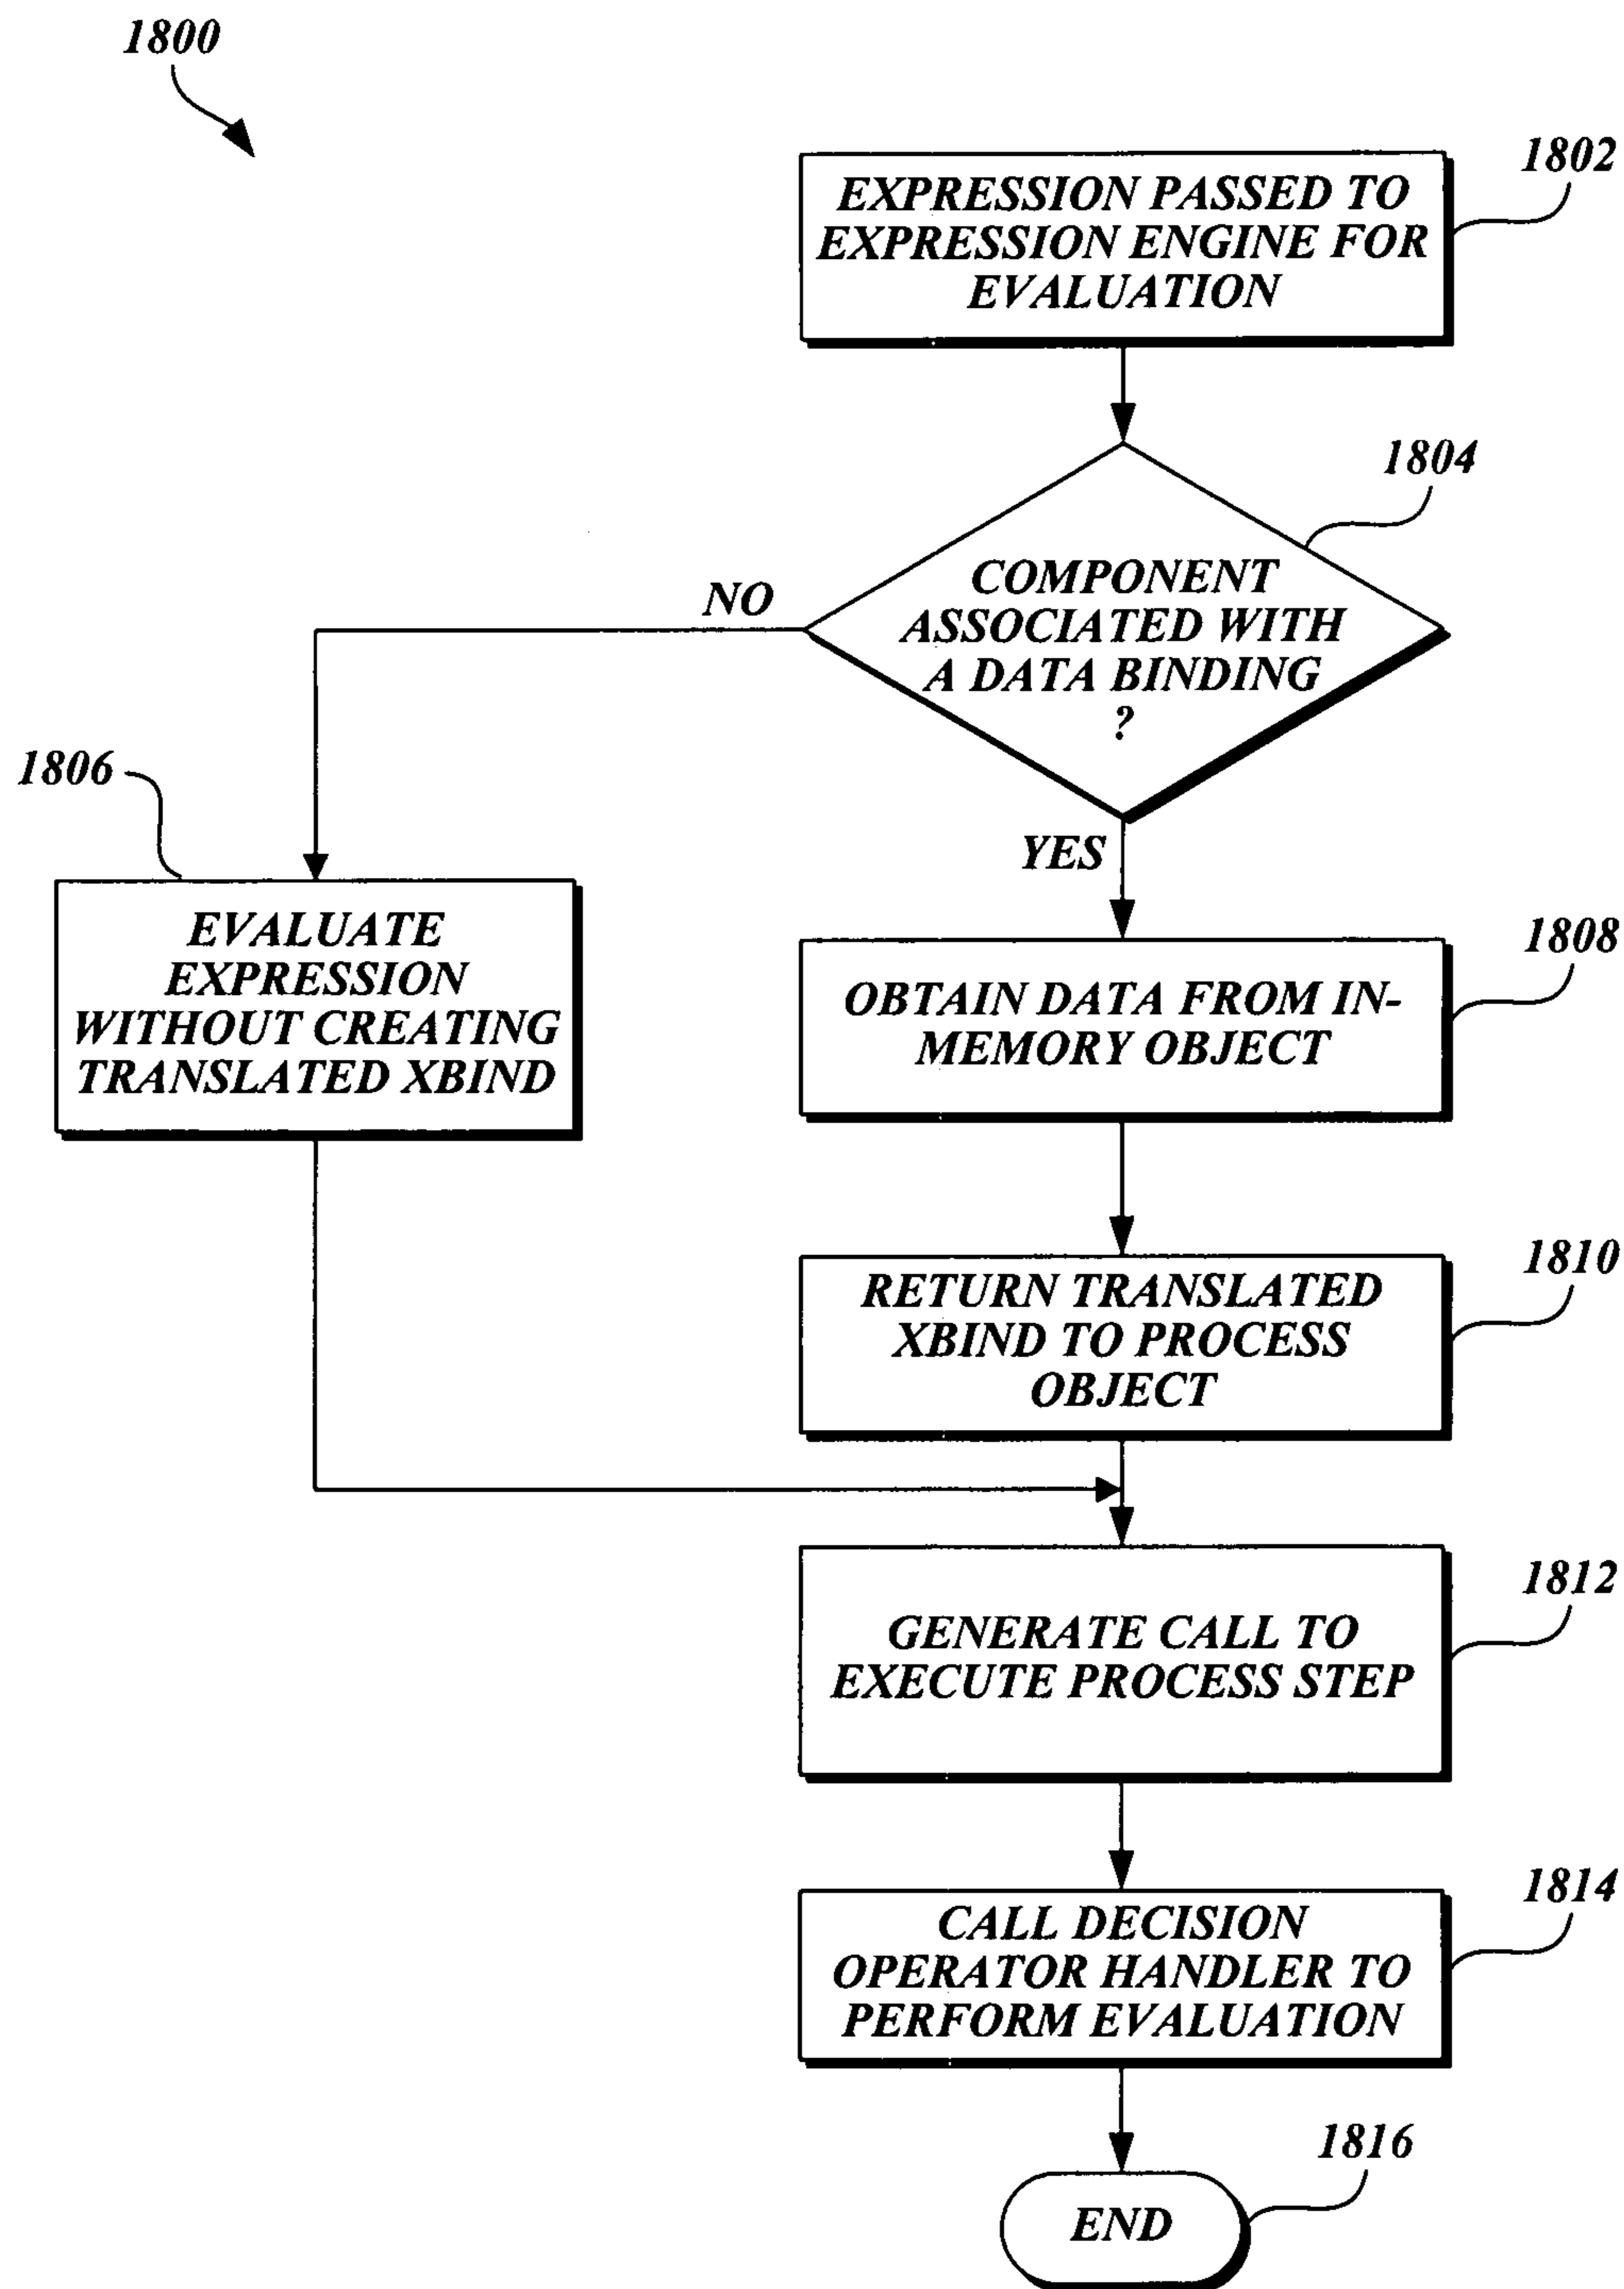 1800
1802
EXPRESSION PASSED TO
EXPRESSION ENGINE FOR
EVALUATION
1804
COMPONENT
ASSOCIATED WITH
A DATA BINDING
?
NO
YES
1806
EVALUATE
EXPRESSION
WITHOUT CREATING
TRANSLATED XBIND
1808
OBTAIN DATA FROM IN-
MEMORY OBJECT
1810
RETURN TRANSLATED
XBIND TO PROCESS
OBJECT
1812
GENERATE CALL TO
EXECUTE PROCESS STEP
1814
CALL DECISION
OPERATOR HANDLER TO
PERFORM EVALUATION
1816
END